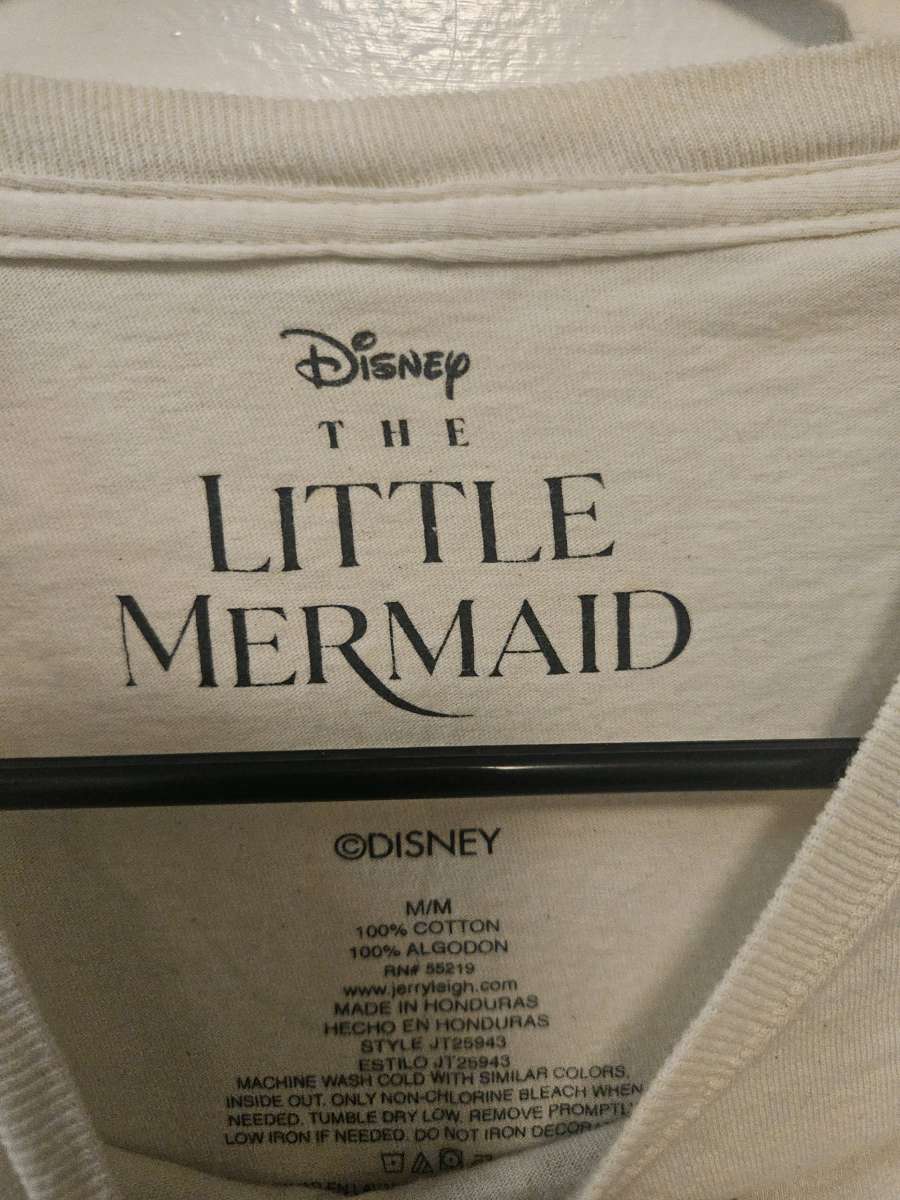 Disney
THE
LITTLE
MERMAID
©DISNEY
M/M
100% COTTON
100% ALGODON
RN# 55219
www.jerryleigh.com
MADE IN HONDURAS
HECHO EN HONDURAS
STYLE JT25943
ESTILO JT25943
MACHINE WASH COLD WITH SIMILAR COLORS,
INSIDE OUT. ONLY NON-CHLORINE BLEACH WHEN
NEEDED. TUMBLE DRY LOW. REMOVE PROMPTLY
LOW IRON IF NEEDED. DO NOT IRON